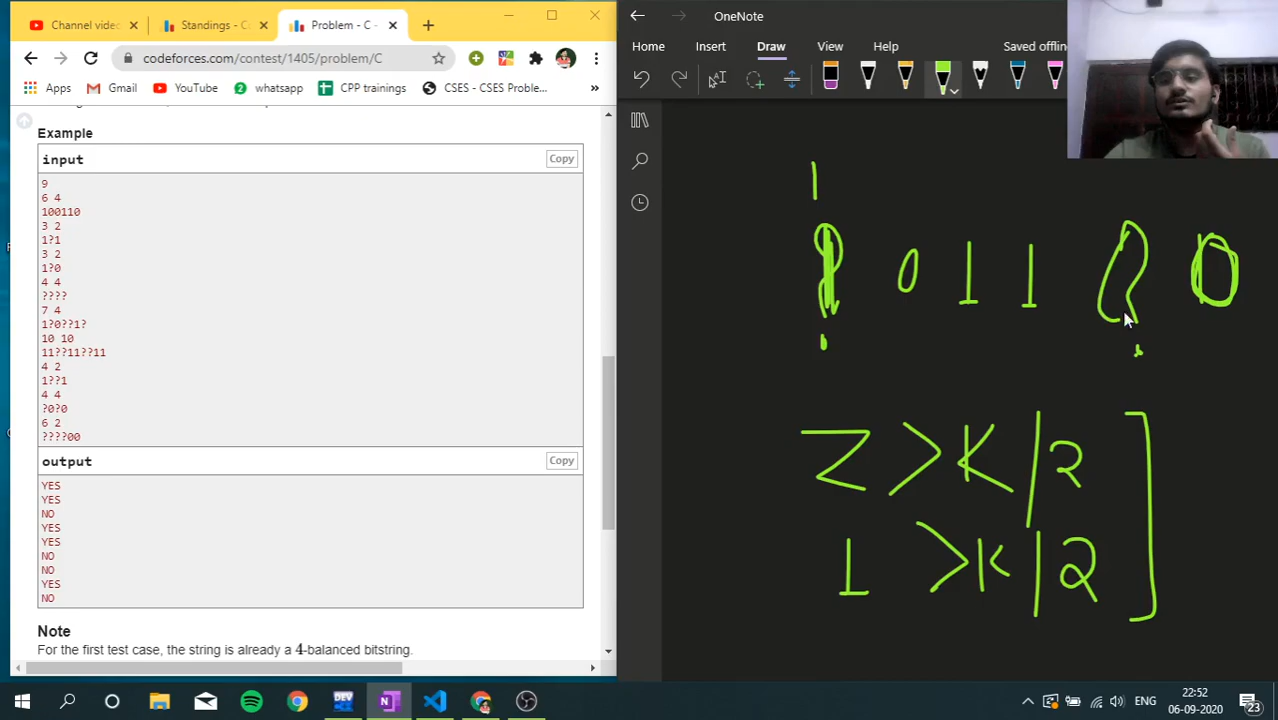 Channel video
Standings - Co
Problem - C -
codeforces.com/contest/1405/problem/C
Apps
Gmail
YouTube
whatsapp
CPP trainings
CSES - CSES Proble...
Example
input
Copy
9
6 4
100110
3 2
1?1
3 2
1?0
4 4
????
7 4
1?0??1?
10 10
11??11??11
4 2
1??1
4 4
?0?0
6 2
????00
output
Copy
YES
YES
NO
YES
YES
NO
NO
YES
NO
Note
For the first test case, the string is already a 4-balanced bitstring.
OneNote
Home Insert Draw View Help Saved offline
1
0 1 1 ? 0
Z > K/2
1 > K/2
ENG
22:52
06-09-2020
23